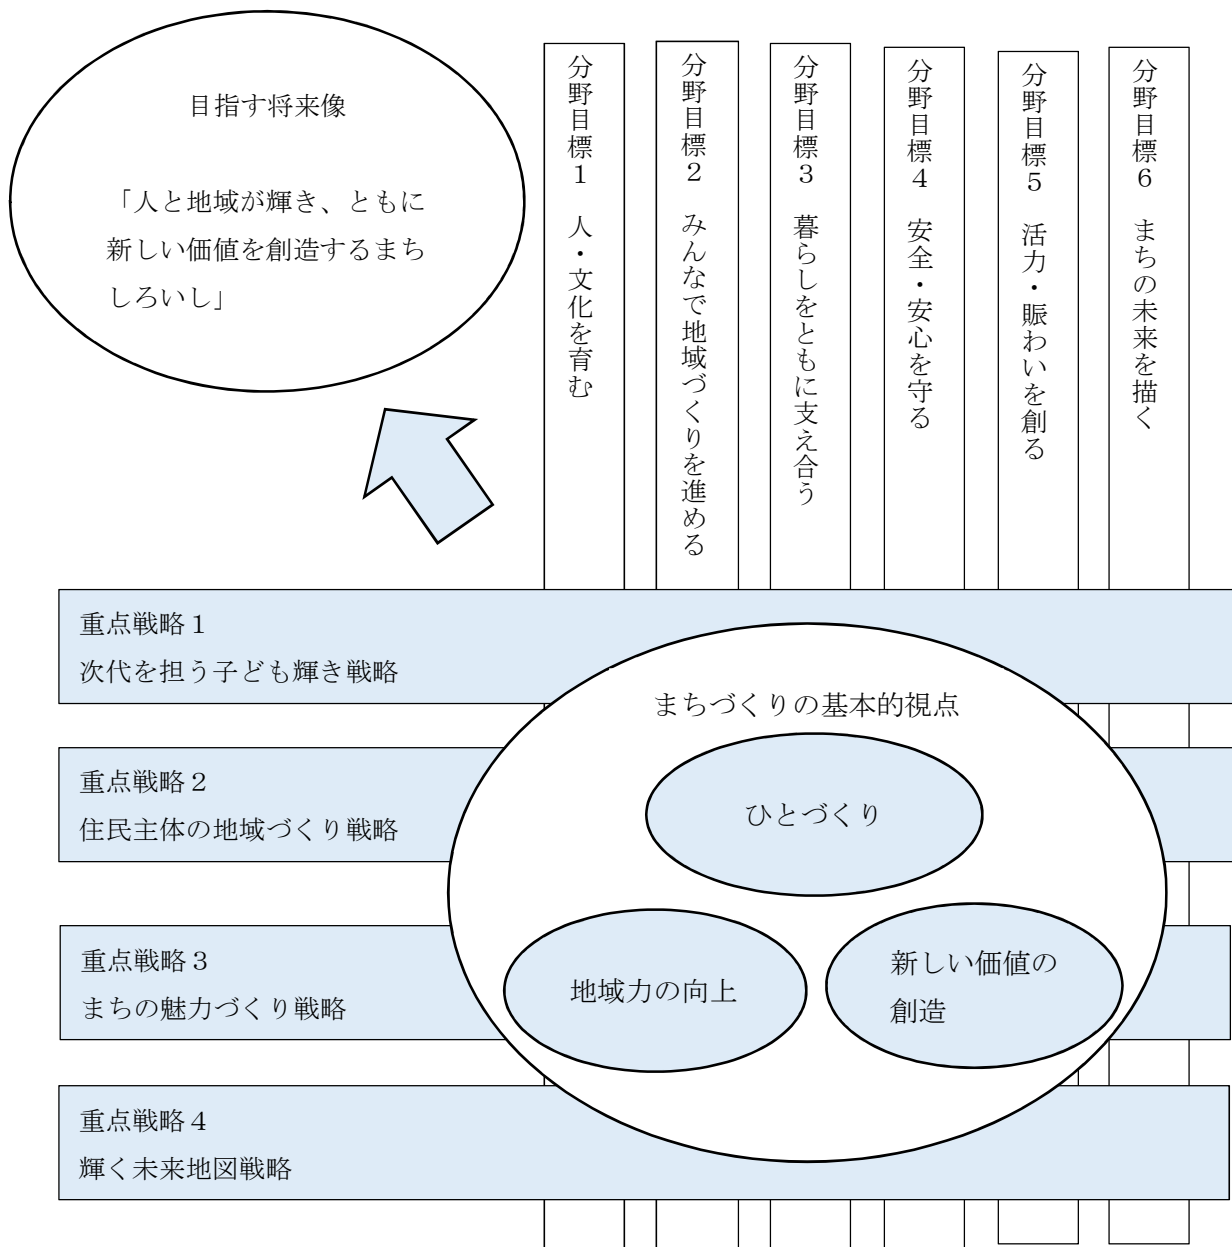 目指す将来像
「人と地域が輝き、ともに
新しい価値を創造するまち
しろいし」
分野目標1 人・文化を育む
分野目標2 みんなで地域づくりを進める
分野目標3 暮らしをともに支え合う
分野目標4 安全・安心を守る
分野目標5 活力・賑わいを創る
分野目標6 まちの未来を描く
重点戦略1
次代を担う子ども輝き戦略
重点戦略2
住民主体の地域づくり戦略
重点戦略3
まちの魅力づくり戦略
重点戦略4
輝く未来地図戦略
まちづくりの基本的視点
ひとづくり
地域力の向上
新しい価値の
創造